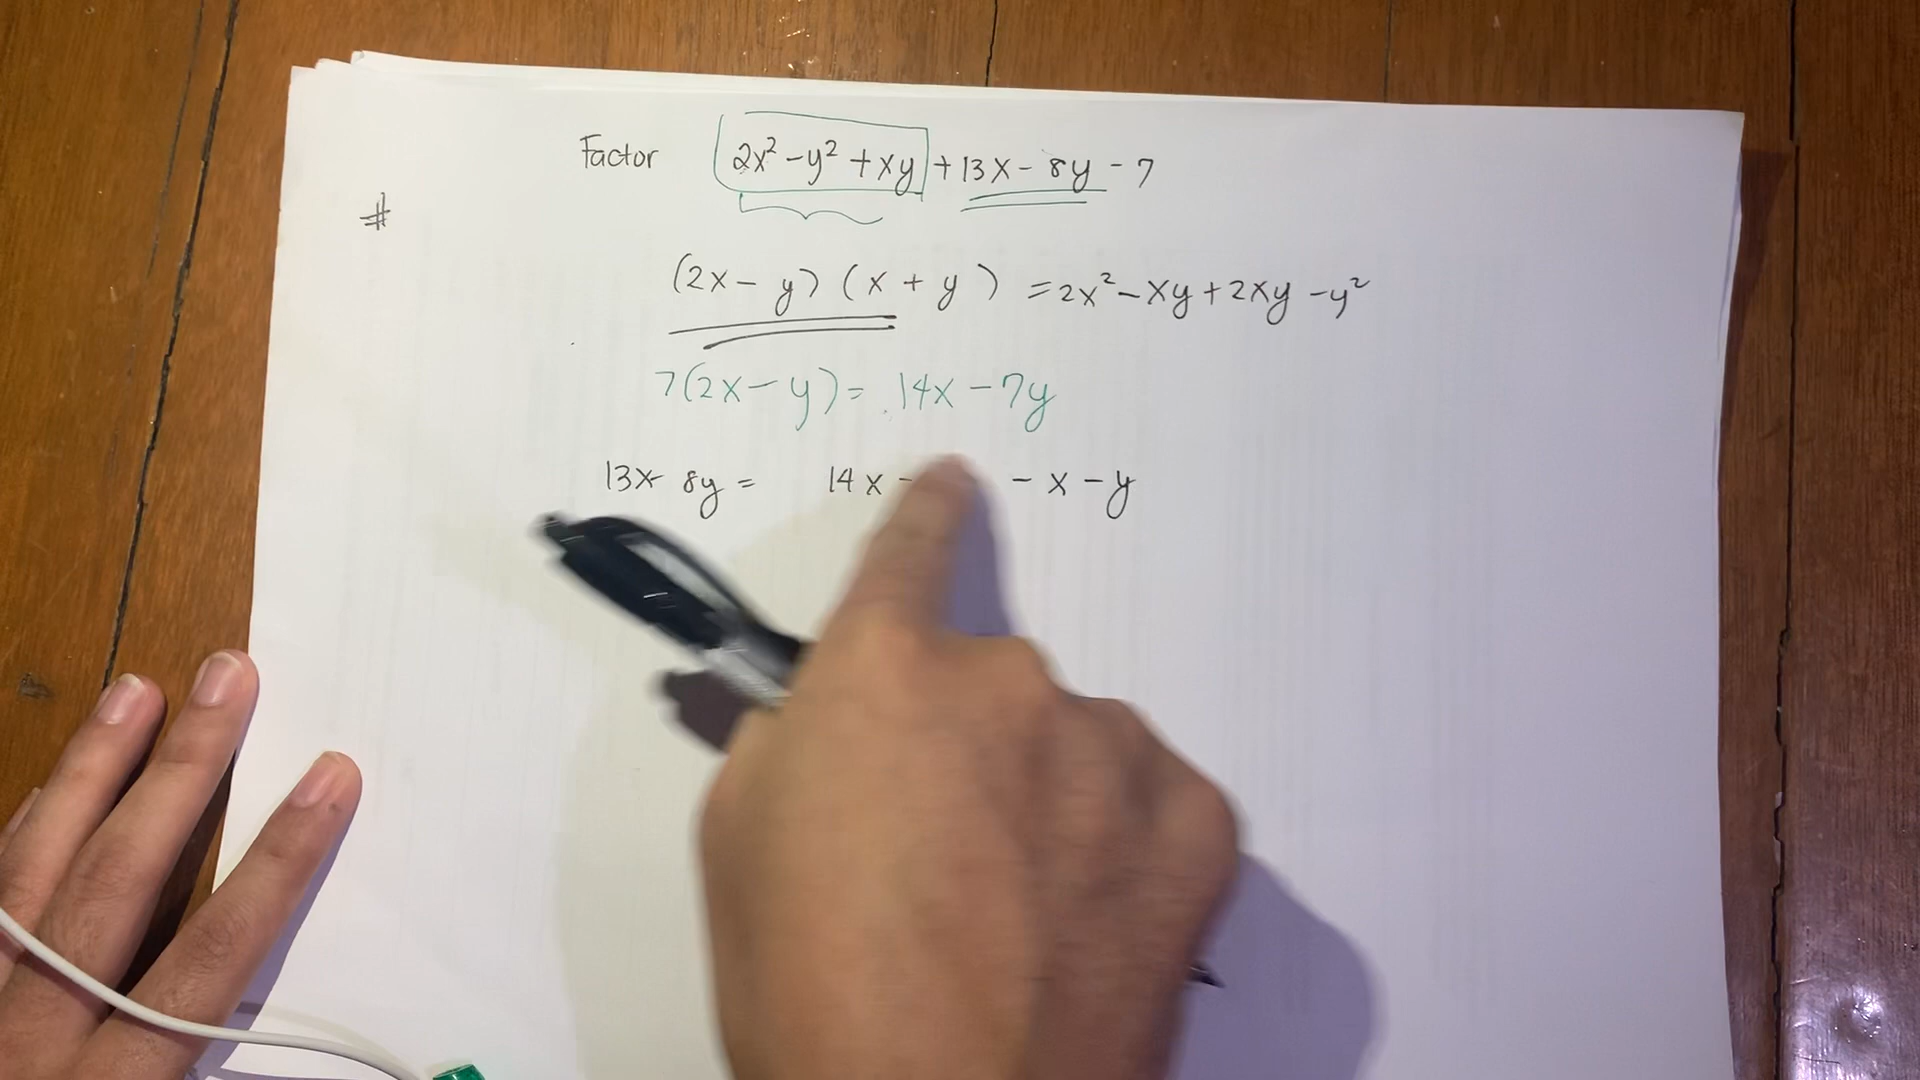 Factor 2x² - y² + xy + 13x - 8y - 7
#
(2x - y) (x + y) = 2x² - xy + 2xy - y²
7(2x - y) = 14x - 7y
13x 8y = 14x - - x - y